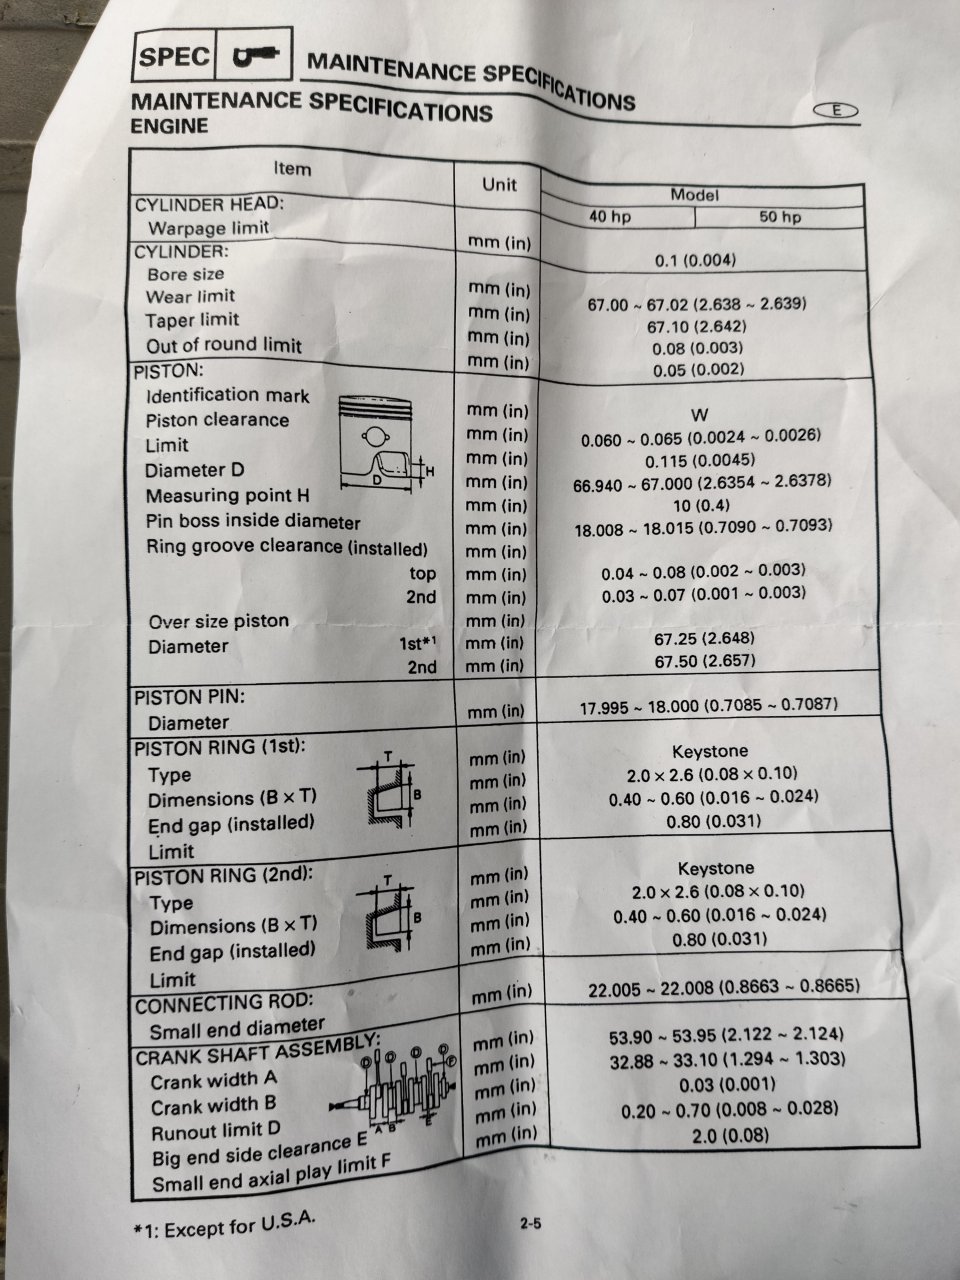 SPEC
MAINTENANCE SPECIFICATIONS
E
MAINTENANCE SPECIFICATIONS
ENGINE
Item Unit Model
40 hp 50 hp
CYLINDER HEAD:
Warpage limit mm (in) 0.1 (0.004)
CYLINDER:
Bore size mm (in) 67.00 ~ 67.02 (2.638 ~ 2.639)
Wear limit mm (in) 67.10 (2.642)
Taper limit mm (in) 0.08 (0.003)
Out of round limit mm (in) 0.05 (0.002)
PISTON:
Identification mark mm (in) W
Piston clearance mm (in) 0.060 ~ 0.065 (0.0024 ~ 0.0026)
Limit mm (in) 0.115 (0.0045)
Diameter D mm (in) 66.940 ~ 67.000 (2.6354 ~ 2.6378)
Measuring point H mm (in) 10 (0.4)
Pin boss inside diameter mm (in) 18.008 ~ 18.015 (0.7090 ~ 0.7093)
Ring groove clearance (installed) mm (in)
top mm (in) 0.04 ~ 0.08 (0.002 ~ 0.003)
2nd mm (in) 0.03 ~ 0.07 (0.001 ~ 0.003)
Over size piston mm (in)
Diameter 1st*1 mm (in) 67.25 (2.648)
2nd mm (in) 67.50 (2.657)
H
D
PISTON PIN:
Diameter mm (in) 17.995 ~ 18.000 (0.7085 ~ 0.7087)
PISTON RING (1st):
Type mm (in) Keystone
Dimensions (B × T) mm (in) 2.0 × 2.6 (0.08 × 0.10)
End gap (installed) mm (in) 0.40 ~ 0.60 (0.016 ~ 0.024)
Limit mm (in) 0.80 (0.031)
T
B
PISTON RING (2nd):
Type mm (in) Keystone
Dimensions (B × T) mm (in) 2.0 × 2.6 (0.08 × 0.10)
End gap (installed) mm (in) 0.40 ~ 0.60 (0.016 ~ 0.024)
Limit mm (in) 0.80 (0.031)
T
B
CONNECTING ROD:
Small end diameter mm (in) 22.005 ~ 22.008 (0.8663 ~ 0.8665)
CRANK SHAFT ASSEMBLY:
Crank width A mm (in) 53.90 ~ 53.95 (2.122 ~ 2.124)
Crank width B mm (in) 32.88 ~ 33.10 (1.294 ~ 1.303)
Runout limit D mm (in) 0.03 (0.001)
Big end side clearance E mm (in) 0.20 ~ 0.70 (0.008 ~ 0.028)
Small end axial play limit F mm (in) 2.0 (0.08)
D D D D F
A B E
*1: Except for U.S.A.
2-5